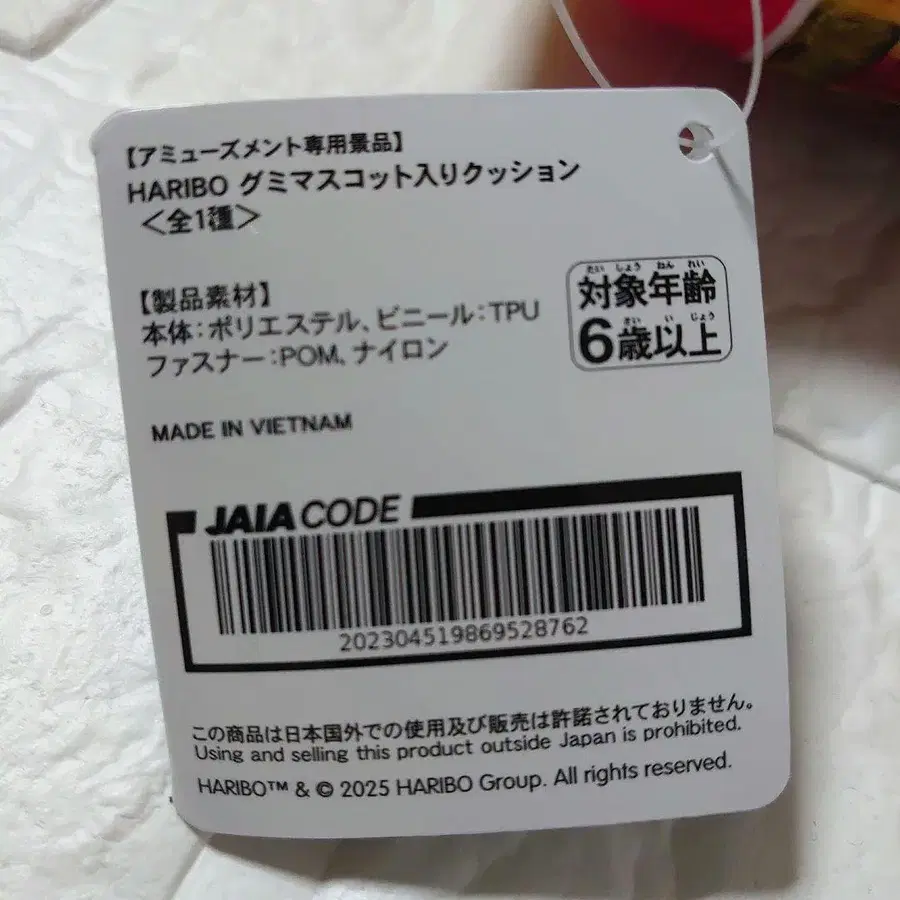 【アミューズメント専用景品】
HARIBO グミマスコット入りクッション
＜全1種＞
【製品素材】
本体：ポリエステル、ビニール：TPU
ファスナー：POM、ナイロン
たいしょうねんれい
対象年齢
さいいじょう
6歳以上
MADE IN VIETNAM
JAIA CODE
202304519869528762
この商品は日本国外での使用及び販売は許諾されておりません。
Using and selling this product outside Japan is prohibited.
HARIBO™ & © 2025 HARIBO Group. All rights reserved.